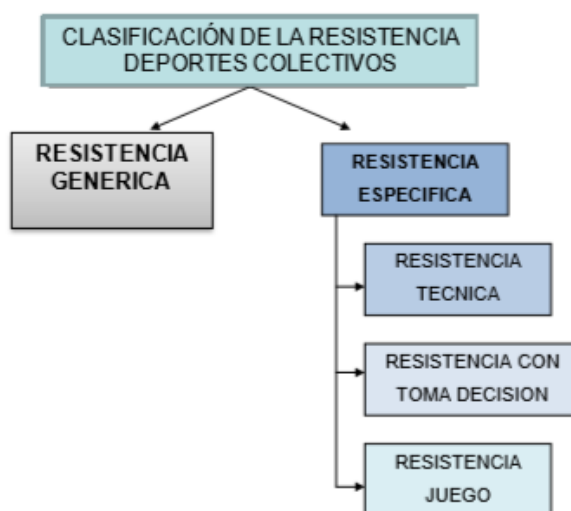 CLASIFICACIÓN DE LA RESISTENCIA
DEPORTES COLECTIVOS
RESISTENCIA
GENERICA
RESISTENCIA
ESPECIFICA
RESISTENCIA
TECNICA
RESISTENCIA CON
TOMA DECISION
RESISTENCIA
JUEGO